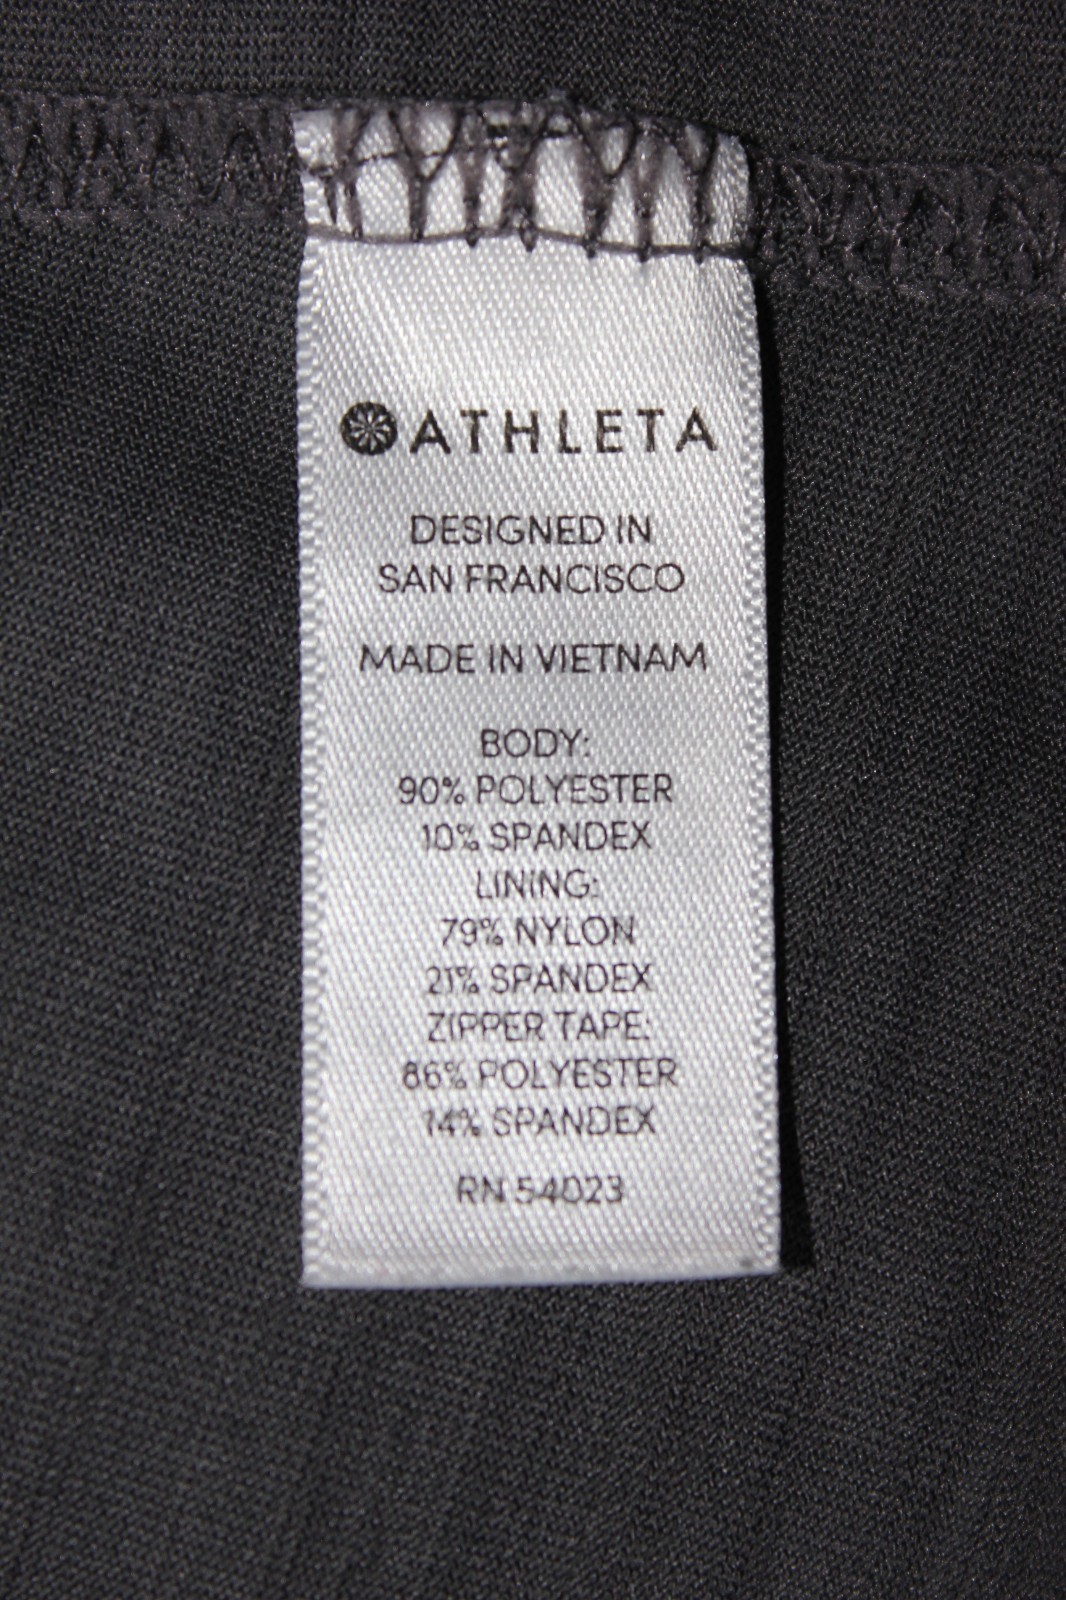 ATHLETA
DESIGNED IN
SAN FRANCISCO
MADE IN VIETNAM
BODY:
90% POLYESTER
10% SPANDEX
LINING:
79% NYLON
21% SPANDEX
ZIPPER TAPE:
86% POLYESTER
14% SPANDEX
RN 54023